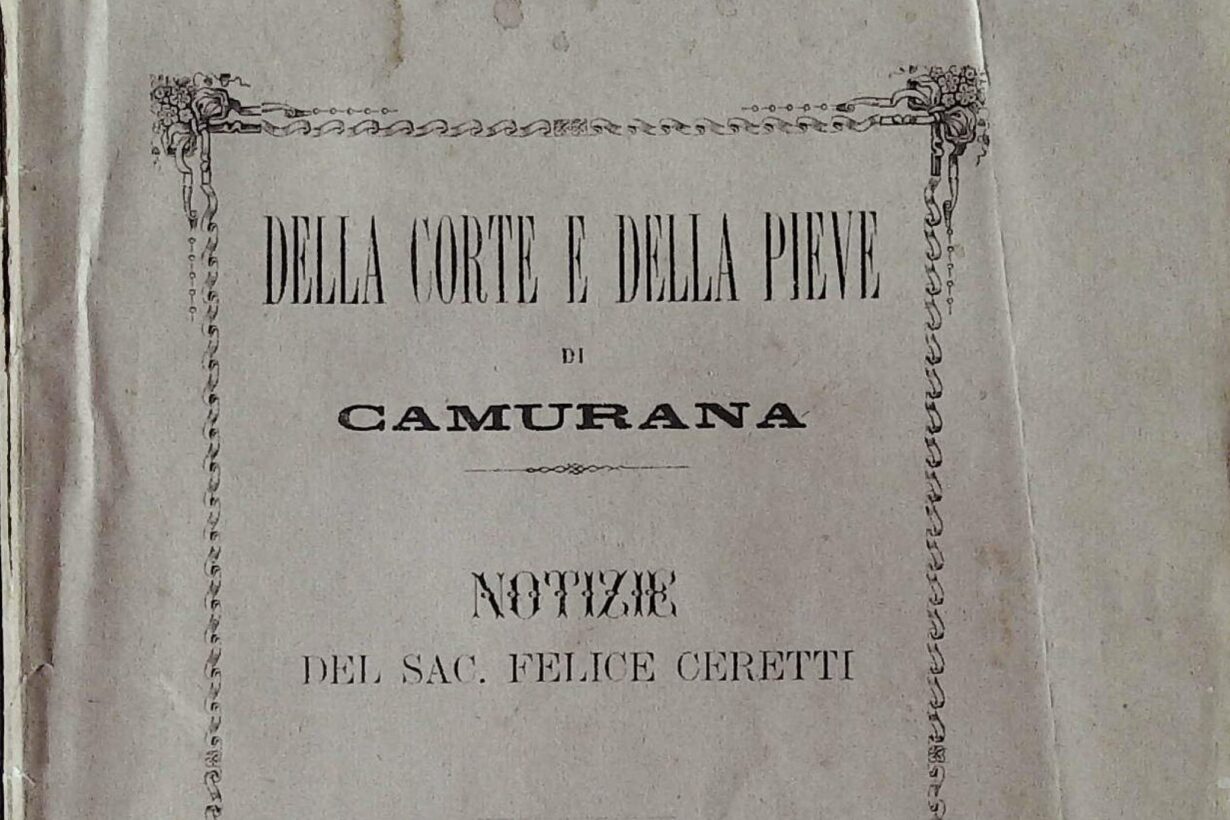 DELLA CORTE E DELLA PIEVE
DI
CAMURANA
NOTIZIE
DEL SAC. FELICE CERETTI